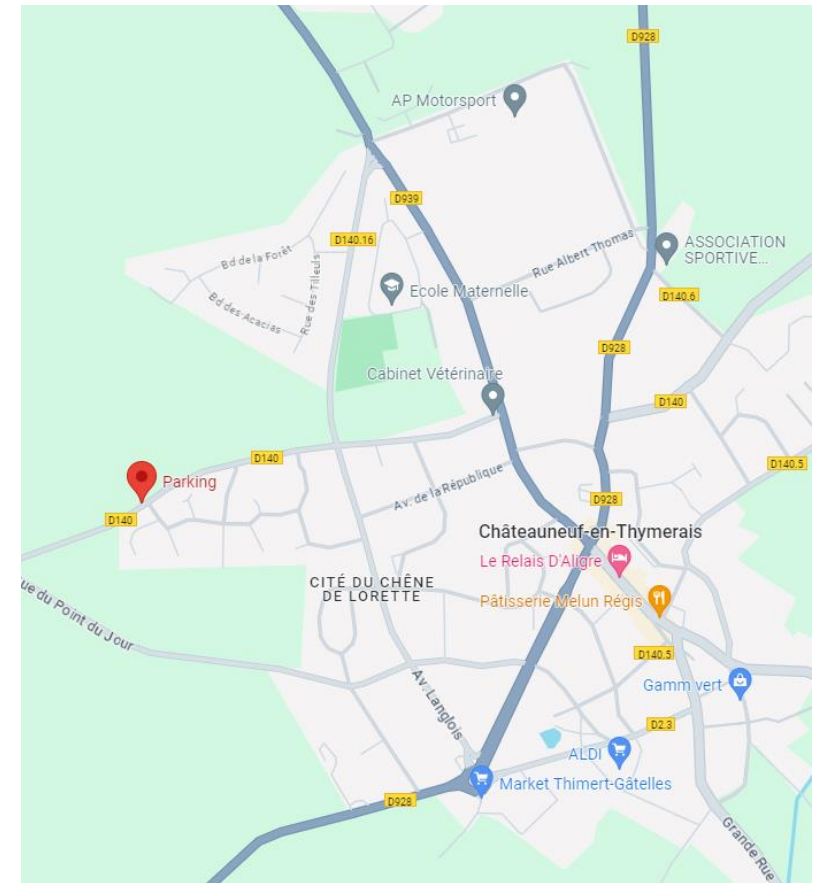 D928
AP Motorsport
D939
Rue Albert Thomas
ASSOCIATION
SPORTIVE...
D140.16
Bd de la Forêt
Rue des Tilleuls
Bd des Acacias
Ecole Maternelle
D140.6
D928
Cabinet Vétérinaire
D140
D140
D140.5
Parking
Av. de la République
D928
D140
Châteauneuf-en-Thymerais
Le Relais D'Aligre
CITÉ DU CHÊNE
DE LORETTE
Pâtisserie Melun Régis
ue du Point du Jour
D140.5
Av. Langlois
Gamm vert
D2.3
ALDI
Market Thimert-Gâtelles
D928
Grande Rue